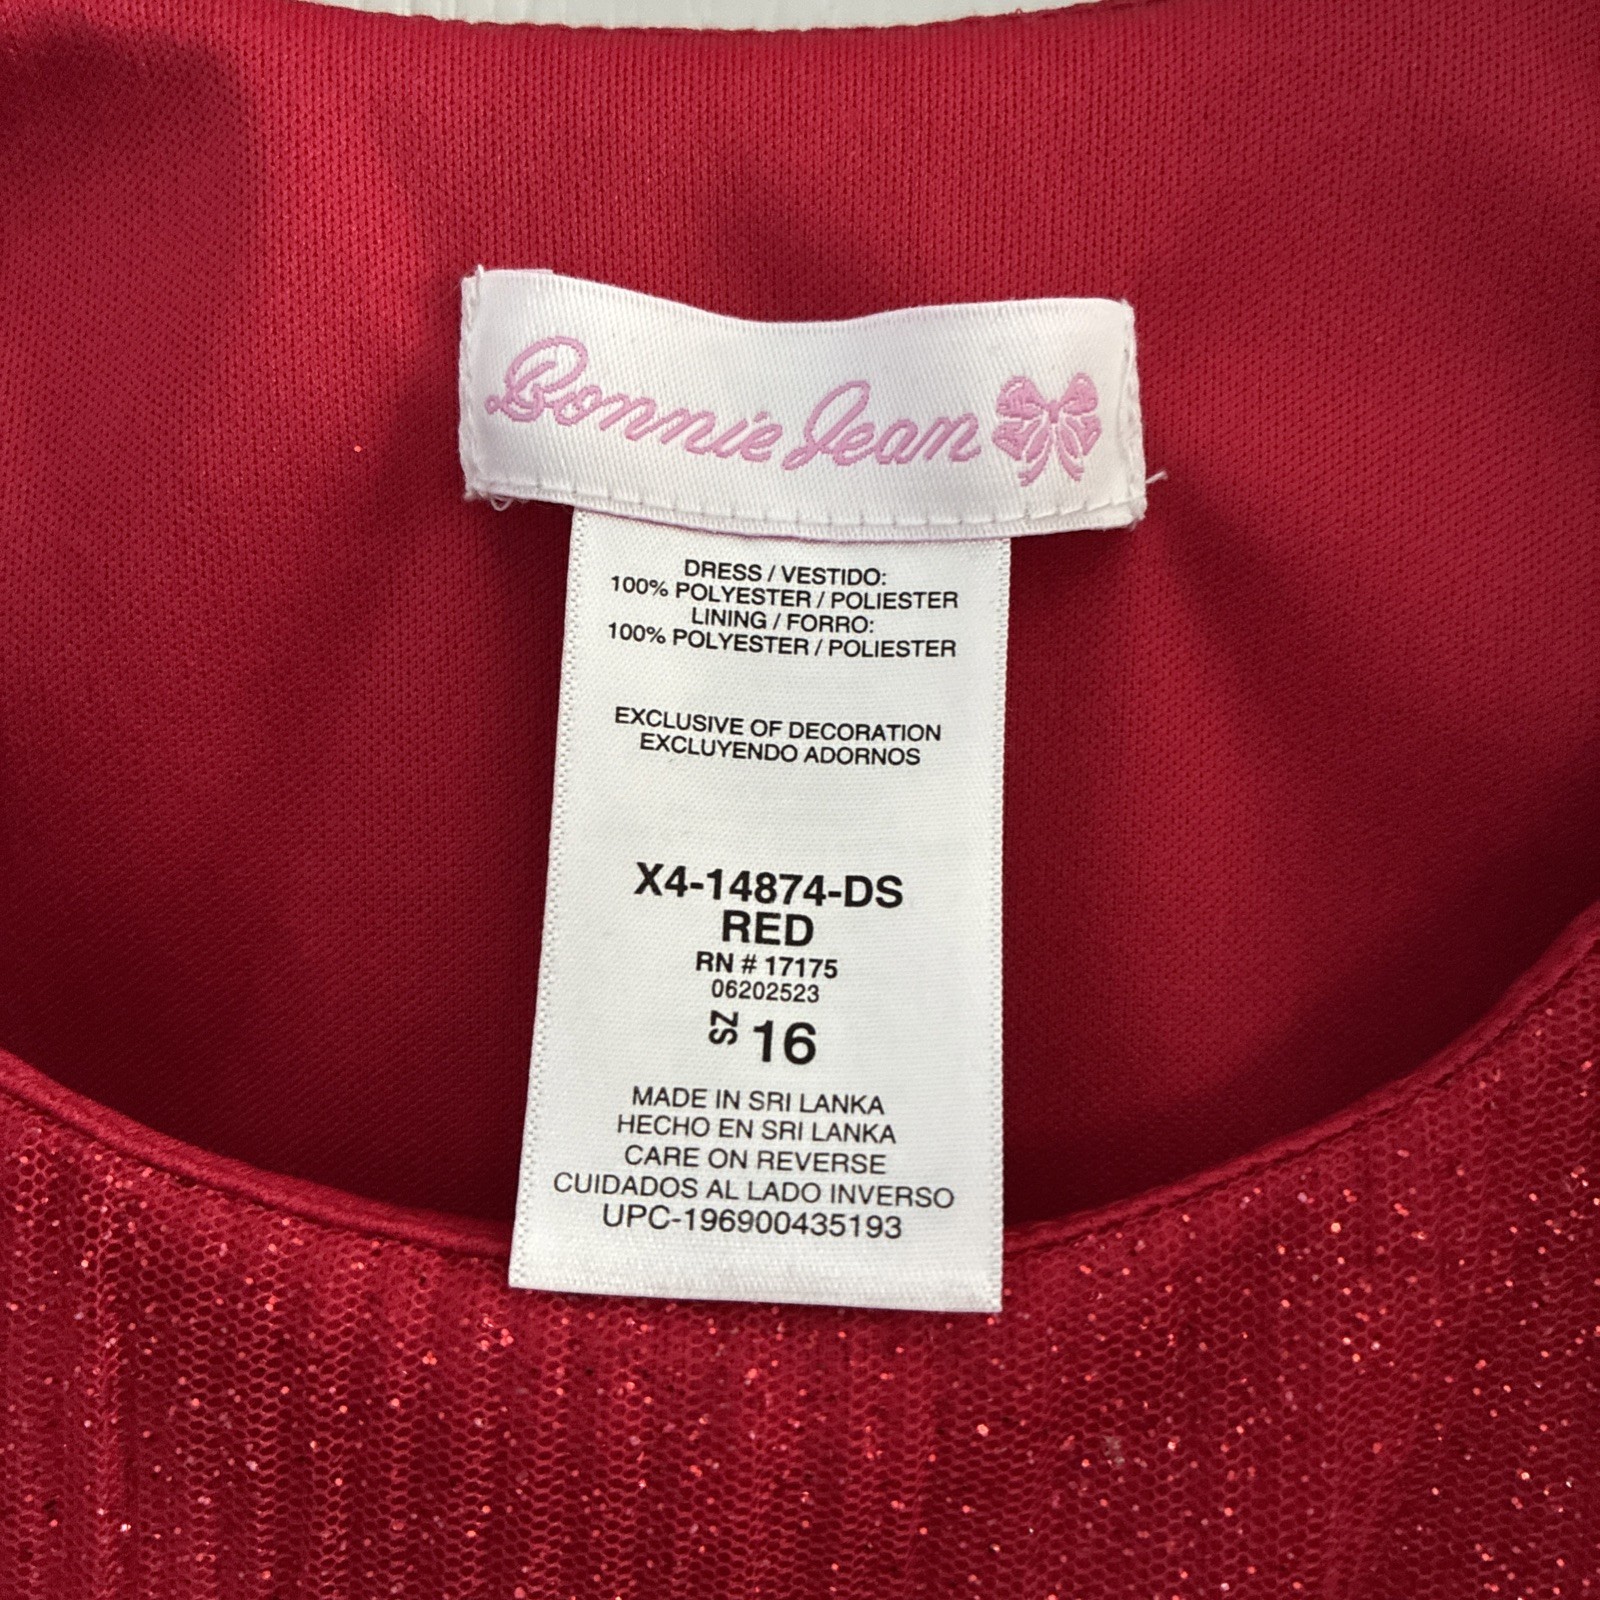 Bonnie Jean
DRESS / VESTIDO:
100% POLYESTER / POLIESTER
LINING / FORRO:
100% POLYESTER / POLIESTER
EXCLUSIVE OF DECORATION
EXCLUYENDO ADORNOS
X4-14874-DS
RED
RN # 17175
06202523
SZ 16
MADE IN SRI LANKA
HECHO EN SRI LANKA
CARE ON REVERSE
CUIDADOS AL LADO INVERSO
UPC-196900435193